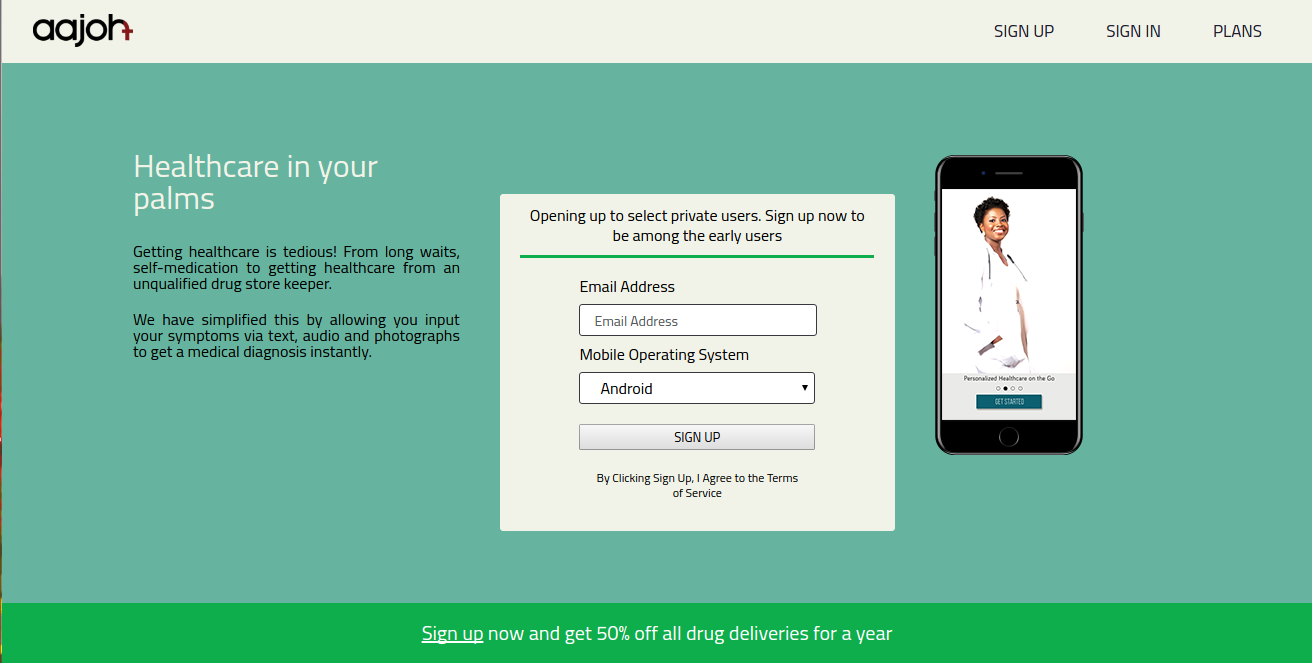 aajoh
SIGN UP
SIGN IN
PLANS
Healthcare in your
palms
Getting healthcare is tedious! From long waits,
self-medication to getting healthcare from an
unqualified drug store keeper.
We have simplified this by allowing you input
your symptoms via text, audio and photographs
to get a medical diagnosis instantly.
Opening up to select private users. Sign up now to
be among the early users
Email Address
Email Address
Mobile Operating System
Android
SIGN UP
By Clicking Sign Up, I Agree to the Terms
of Service
Personalized Healthcare on the Go
GET STARTED
Sign up now and get 50% off all drug deliveries for a year